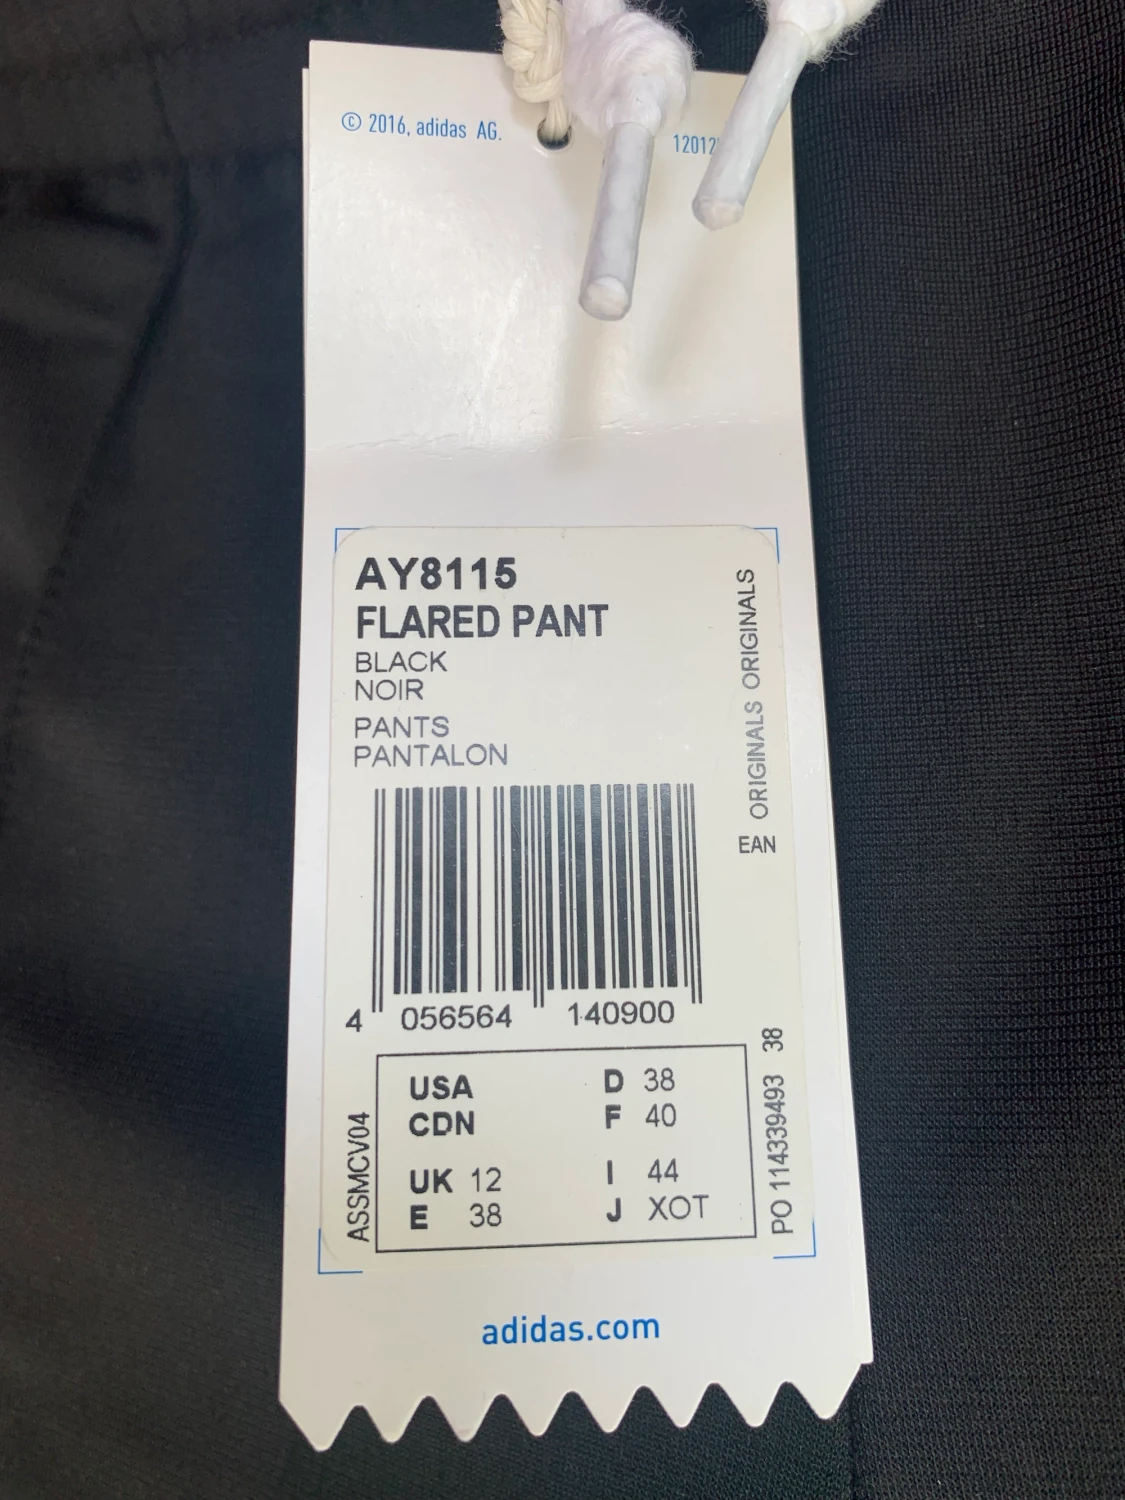 © 2016, adidas AG.
AY8115
FLARED PANT
BLACK
NOIR
PANTS
PANTALON
ORIGINALS ORIGINALS
EAN
4 056564 140900
ASSMCV04
USA
CDN
UK 12
E 38
D 38
F 40
I 44
J XOT
PO 114339493 38
adidas.com